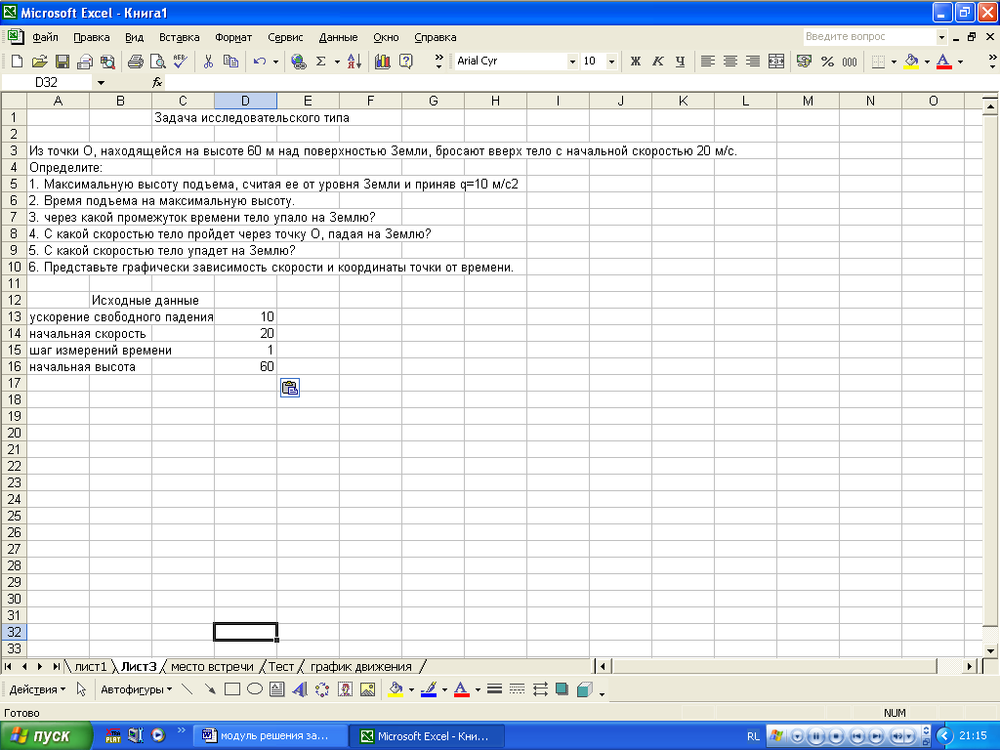 Microsoft Excel - Книга1
Файл Правка Вид Вставка Формат Сервис Данные Окно Справка Введите вопрос
Arial Cyr 10 Ж К Ч % 000 А
D32 fx
A B C D E F G H I J K L M N O
1 Задача исследовательского типа
2
3 Из точки О, находящейся на высоте 60 м над поверхностью Земли, бросают вверх тело с начальной скоростью 20 м/с.
4 Определите:
5 1. Максимальную высоту подъема, считая ее от уровня Земли и приняв q=10 м/с2
6 2. Время подъема на максимальную высоту.
7 3. через какой промежуток времени тело упало на Землю?
8 4. С какой скоростью тело пройдет через точку О, падая на Землю?
9 5. С какой скоростью тело упадет на Землю?
10 6. Представьте графически зависимость скорости и координаты точки от времени.
11
12 Исходные данные
13 ускорение свободного падения 10
14 начальная скорость 20
15 шаг измерений времени 1
16 начальная высота 60
17
18
19
20
21
22
23
24
25
26
27
28
29
30
31
32
33
лист1 Лист3 место встречи Тест график движения
Действия Автофигуры А
Готово NUM
пуск модуль решения за... Microsoft Excel - Кни... RL 21:15